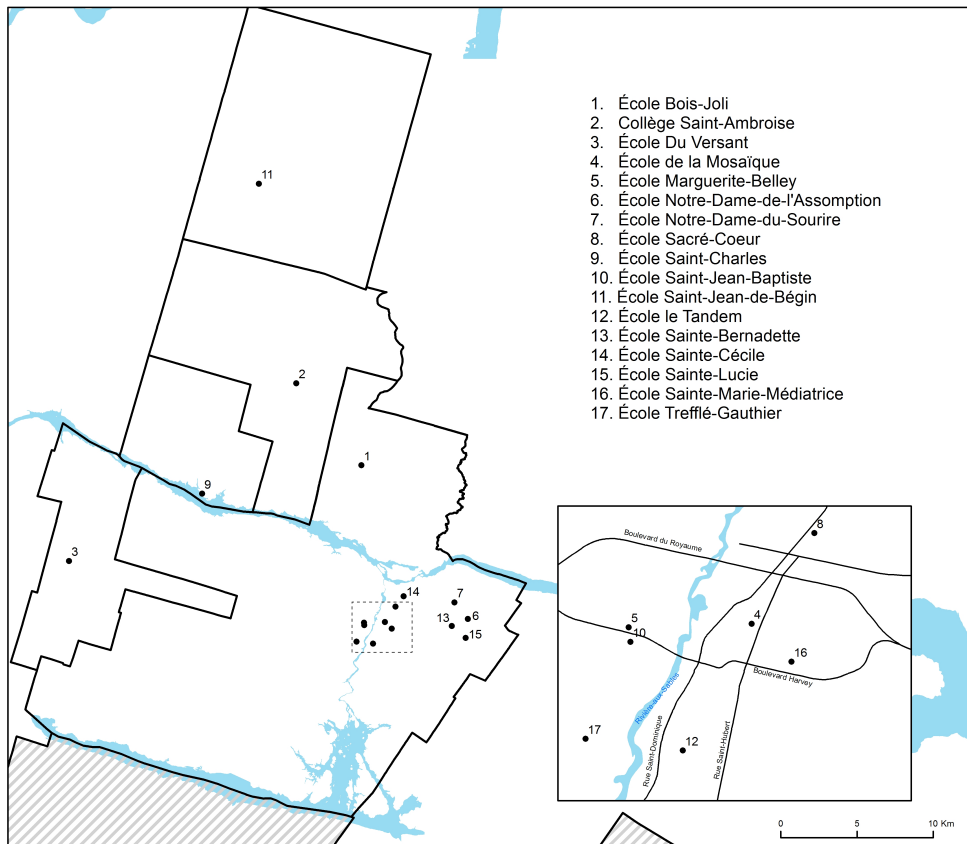 1. École Bois-Joli
2. Collège Saint-Ambroise
3. École Du Versant
4. École de la Mosaïque
5. École Marguerite-Belley
6. École Notre-Dame-de-l'Assomption
7. École Notre-Dame-du-Sourire
8. École Sacré-Coeur
9. École Saint-Charles
10. École Saint-Jean-Baptiste
11. École Saint-Jean-de-Bégin
12. École le Tandem
13. École Sainte-Bernadette
14. École Sainte-Cécile
15. École Sainte-Lucie
16. École Sainte-Marie-Médiatrice
17. École Trefflé-Gauthier
11
2
1
9
3
14
7
6
13
15
8
Boulevard du Royaume
5
4
10
16
Boulevard Harvey
Rivière-aux-Sables
17
12
Rue Saint-Dominique
Rue Saint-Hubert
0 5 10 Km